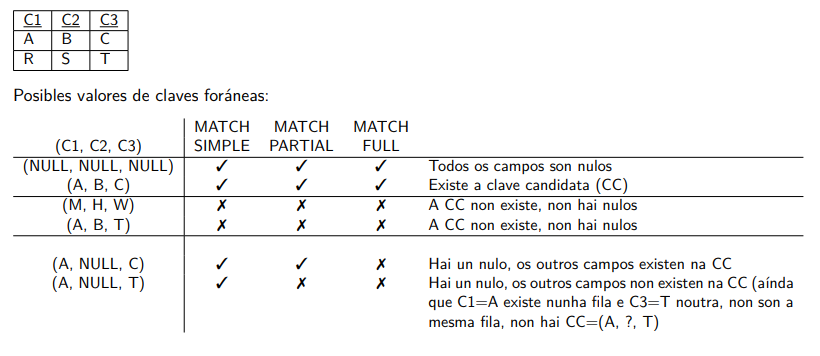 C1 C2 C3
A B C
R S T
Posibles valores de claves foráneas:
MATCH MATCH MATCH
(C1, C2, C3) SIMPLE PARTIAL FULL
(NULL, NULL, NULL) ✓ ✓ ✓ Todos os campos son nulos
(A, B, C) ✓ ✓ ✓ Existe a clave candidata (CC)
(M, H, W) ✗ ✗ ✗ A CC non existe, non hai nulos
(A, B, T) ✗ ✗ ✗ A CC non existe, non hai nulos
(A, NULL, C) ✓ ✓ ✗ Hai un nulo, os outros campos existen na CC
(A, NULL, T) ✓ ✗ ✗ Hai un nulo, os outros campos non existen na CC (aínda
que C1=A existe nunha fila e C3=T noutra, non son a
mesma fila, non hai CC=(A, ?, T)